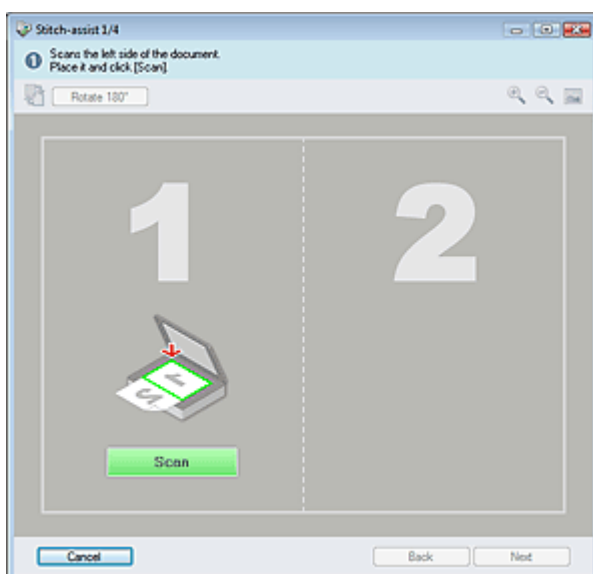 Stitch-assist 1/4
Scans the left side of the document.
Place it and click [Scan].
Rotate 180°
1 2
Scan
Cancel Back Next